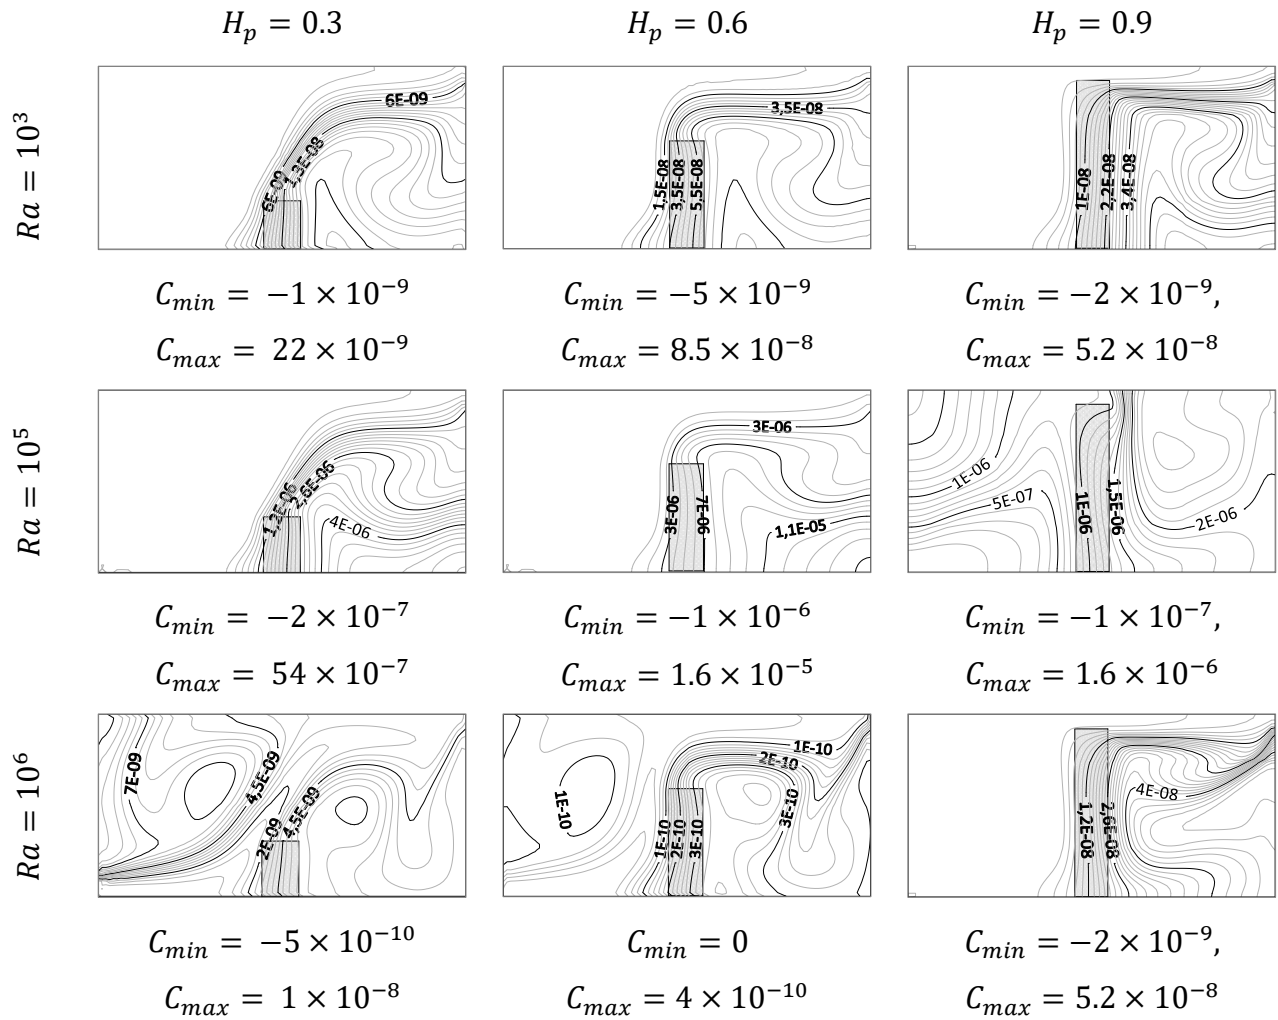 H_p = 0.3 H_p = 0.6 H_p = 0.9
Ra = 10^3
6E-09 6E-09 1,3E-08
3,5E-08 1,5E-08 3,5E-08 5,5E-08
1E-08 2,2E-08 3,4E-08
C_min = −1 × 10^−9 C_min = −5 × 10^−9 C_min = −2 × 10^−9,
C_max = 22 × 10^−9 C_max = 8.5 × 10^−8 C_max = 5.2 × 10^−8
Ra = 10^5
1,2E-06 2,6E-06 4E-06
3E-06 3E-06 7E-06 1,1E-05
1E-06 5E-07 1E-06 1,5E-06 2E-06
C_min = −2 × 10^−7 C_min = −1 × 10^−6 C_min = −1 × 10^−7,
C_max = 54 × 10^−7 C_max = 1.6 × 10^−5 C_max = 1.6 × 10^−6
Ra = 10^6
7E-09 4,5E-09 2E-09 4,5E-09
1E-10 1E-10 2E-10 1E-10 2E-10 3E-10 3E-10
4E-08 1,2E-08 2,6E-08
C_min = −5 × 10^−10 C_min = 0 C_min = −2 × 10^−9,
C_max = 1 × 10^−8 C_max = 4 × 10^−10 C_max = 5.2 × 10^−8